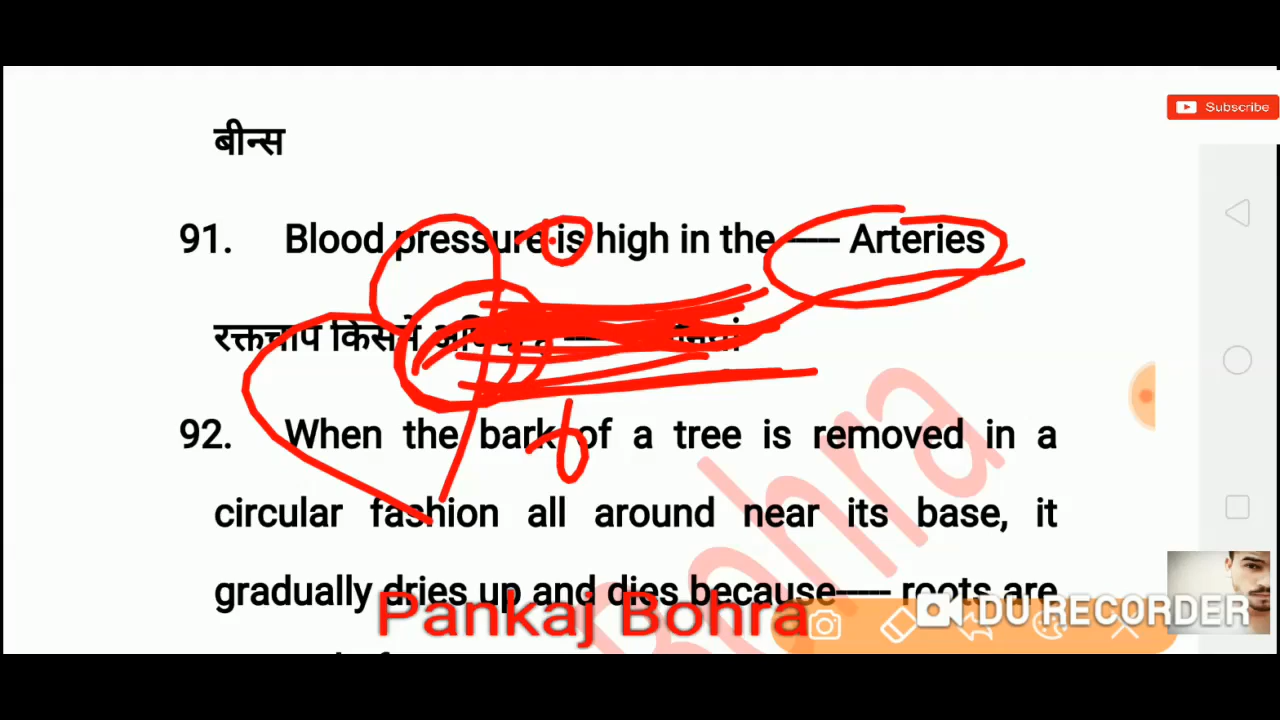 Subscribe
बीन्स
91. Blood pressure is high in the ----- Arteries
रक्तचाप किसमें
92. When the bark of a tree is removed in a
circular fashion all around near its base, it
gradually dries up and dies because----- roots are
Bohra
Pankaj Bohra
DU RECORDER